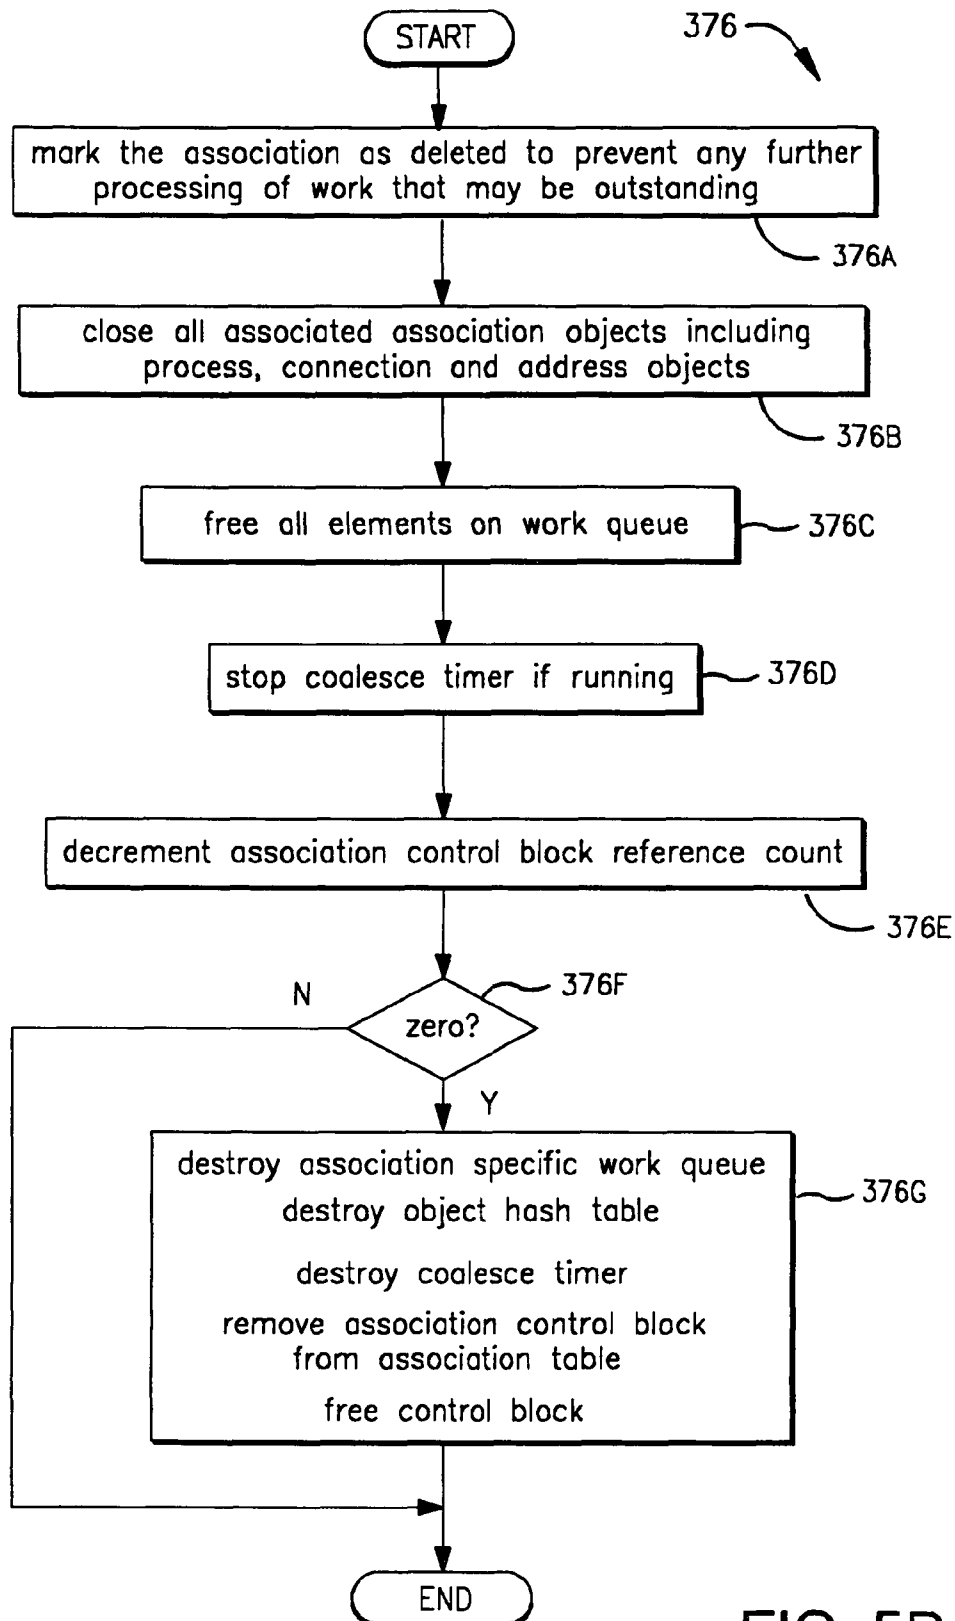 START
376
mark the association as deleted to prevent any further
processing of work that may be outstanding
376A
close all associated association objects including
process, connection and address objects
376B
free all elements on work queue
376C
stop coalesce timer if running
376D
decrement association control block reference count
376E
376F
N
zero?
Y
destroy association specific work queue
376G
destroy object hash table
destroy coalesce timer
remove association control block
from association table
free control block
END